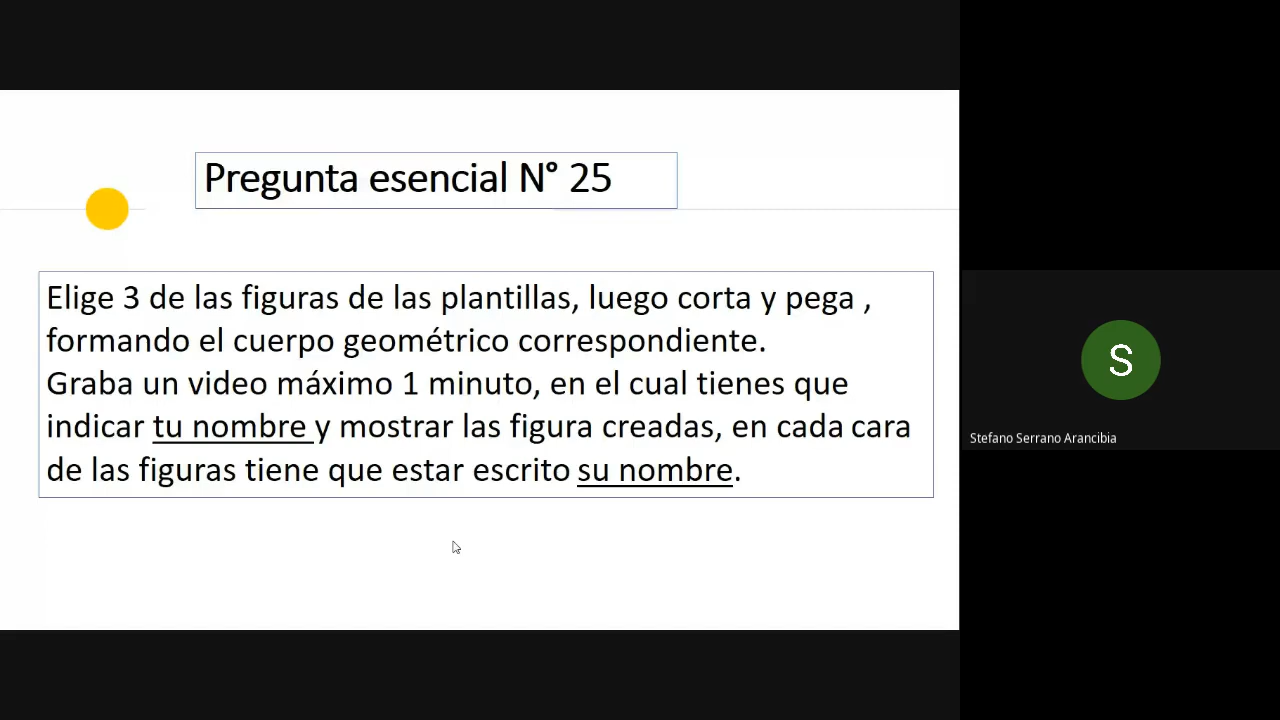 Pregunta esencial N° 25
Elige 3 de las figuras de las plantillas, luego corta y pega ,
formando el cuerpo geométrico correspondiente.
Graba un video máximo 1 minuto, en el cual tienes que
indicar tu nombre y mostrar las figura creadas, en cada cara
de las figuras tiene que estar escrito su nombre.
S
Stefano Serrano Arancibia